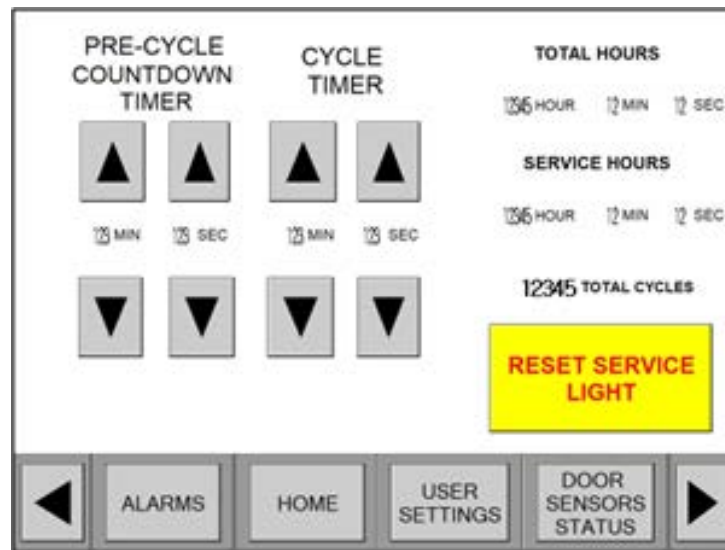 PRE-CYCLE
COUNTDOWN
TIMER
CYCLE
TIMER
123 MIN 123 SEC
123 MIN 123 SEC
TOTAL HOURS
12345 HOUR 12 MIN 12 SEC
SERVICE HOURS
12345 HOUR 12 MIN 12 SEC
12345 TOTAL CYCLES
RESET SERVICE
LIGHT
ALARMS
HOME
USER
SETTINGS
DOOR
SENSORS
STATUS